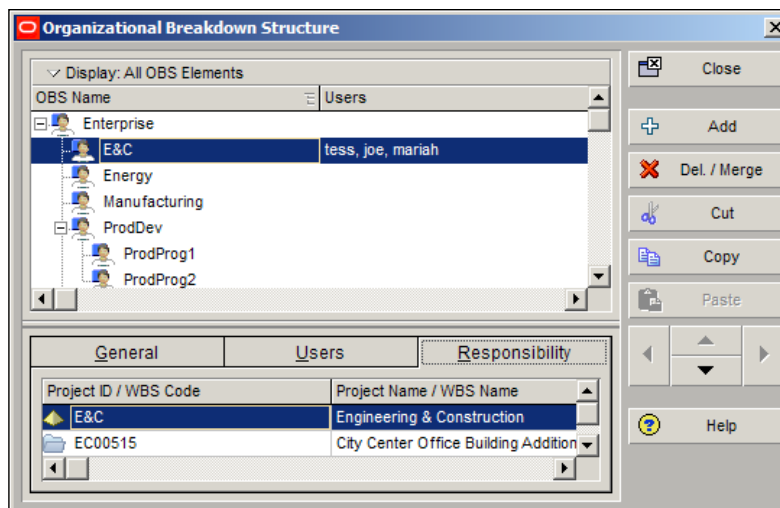 Organizational Breakdown Structure
Display: All OBS Elements
OBS Name Users
Enterprise
E&C tess, joe, mariah
Energy
Manufacturing
ProdDev
ProdProg1
ProdProg2
General Users Responsibility
Project ID / WBS Code Project Name / WBS Name
E&C Engineering & Construction
EC00515 City Center Office Building Addition
Close
Add
Del. / Merge
Cut
Copy
Paste
Help